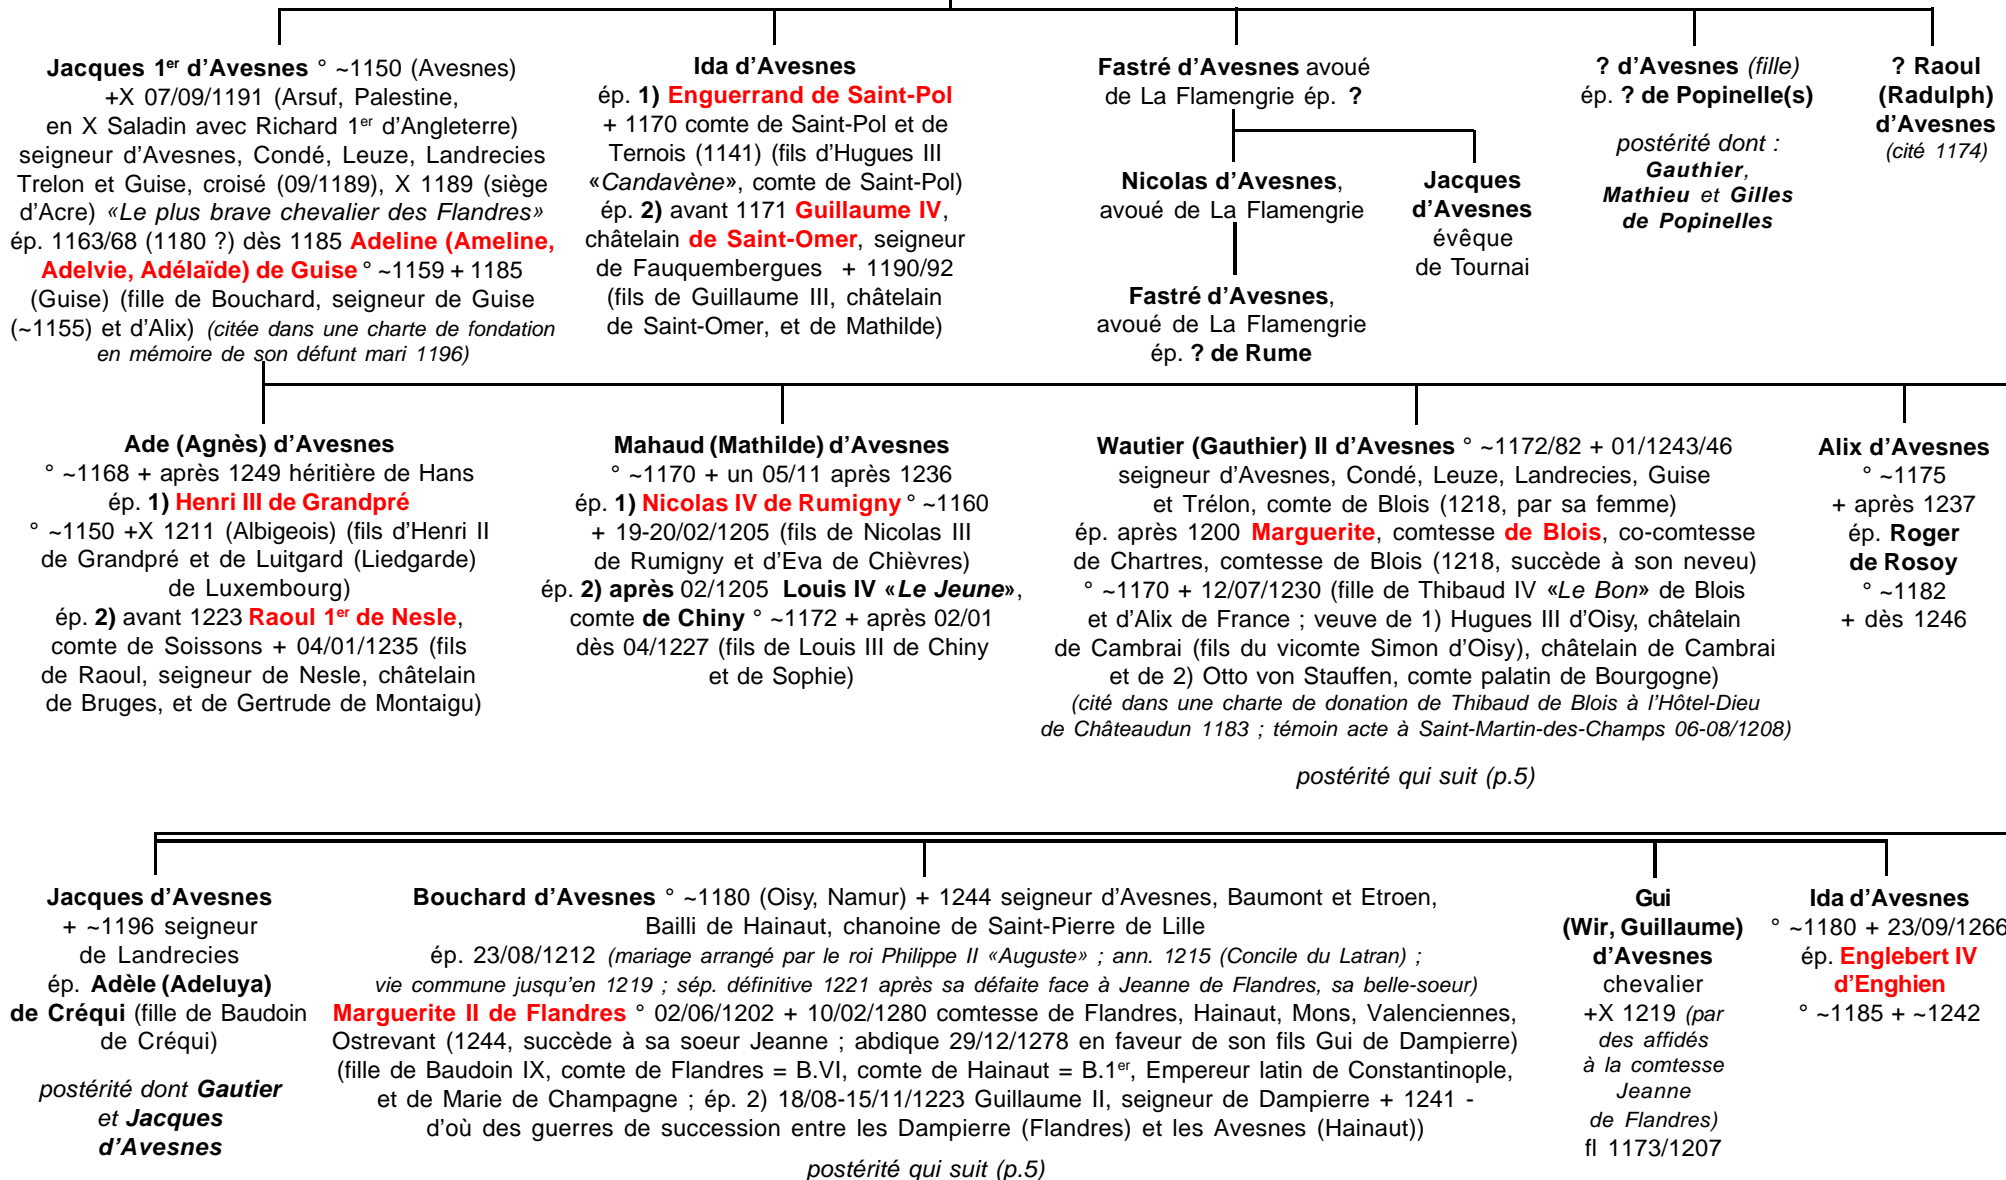 Jacques 1er d'Avesnes ° ~1150 (Avesnes)
+X 07/09/1191 (Arsuf, Palestine,
en X Saladin avec Richard 1er d'Angleterre)
seigneur d'Avesnes, Condé, Leuze, Landrecies
Trelon et Guise, croisé (09/1189), X 1189 (siège
d'Acre) «Le plus brave chevalier des Flandres»
ép. 1163/68 (1180 ?) dès 1185 Adeline (Ameline,
Adelvie, Adélaïde) de Guise ° ~1159 + 1185
(Guise) (fille de Bouchard, seigneur de Guise
(~1155) et d'Alix) (citée dans une charte de fondation
en mémoire de son défunt mari 1196)
Ida d'Avesnes
ép. 1) Enguerrand de Saint-Pol
+ 1170 comte de Saint-Pol et de
Ternois (1141) (fils d'Hugues III
«Candavène», comte de Saint-Pol)
ép. 2) avant 1171 Guillaume IV,
châtelain de Saint-Omer, seigneur
de Fauquembergues + 1190/92
(fils de Guillaume III, châtelain
de Saint-Omer, et de Mathilde)
Fastré d'Avesnes avoué
de La Flamengrie ép. ?
Nicolas d'Avesnes,
avoué de La Flamengrie
Jacques
d'Avesnes
évêque
de Tournai
Fastré d'Avesnes,
avoué de La Flamengrie
ép. ? de Rume
? d'Avesnes (fille)
ép. ? de Popinelle(s)
postérité dont :
Gauthier,
Mathieu et Gilles
de Popinelles
? Raoul
(Radulph)
d'Avesnes
(cité 1174)
Ade (Agnès) d'Avesnes
° ~1168 + après 1249 héritière de Hans
ép. 1) Henri III de Grandpré
° ~1150 +X 1211 (Albigeois) (fils d'Henri II
de Grandpré et de Luitgard (Liedgarde)
de Luxembourg)
ép. 2) avant 1223 Raoul 1er de Nesle,
comte de Soissons + 04/01/1235 (fils
de Raoul, seigneur de Nesle, châtelain
de Bruges, et de Gertrude de Montaigu)
Mahaud (Mathilde) d'Avesnes
° ~1170 + un 05/11 après 1236
ép. 1) Nicolas IV de Rumigny ° ~1160
+ 19-20/02/1205 (fils de Nicolas III
de Rumigny et d'Eva de Chièvres)
ép. 2) après 02/1205 Louis IV «Le Jeune»,
comte de Chiny ° ~1172 + après 02/01
dès 04/1227 (fils de Louis III de Chiny
et de Sophie)
Wautier (Gauthier) II d'Avesnes ° ~1172/82 + 01/1243/46
seigneur d'Avesnes, Condé, Leuze, Landrecies, Guise
et Trélon, comte de Blois (1218, par sa femme)
ép. après 1200 Marguerite, comtesse de Blois, co-comtesse
de Chartres, comtesse de Blois (1218, succède à son neveu)
° ~1170 + 12/07/1230 (fille de Thibaud IV «Le Bon» de Blois
et d'Alix de France ; veuve de 1) Hugues III d'Oisy, châtelain
de Cambrai (fils du vicomte Simon d'Oisy), châtelain de Cambrai
et de 2) Otto von Stauffen, comte palatin de Bourgogne)
(cité dans une charte de donation de Thibaud de Blois à l'Hôtel-Dieu
de Châteaudun 1183 ; témoin acte à Saint-Martin-des-Champs 06-08/1208)
postérité qui suit (p.5)
Alix d'Avesnes
° ~1175
+ après 1237
ép. Roger
de Rosoy
° ~1182
+ dès 1246
Jacques d'Avesnes
+ ~1196 seigneur
de Landrecies
ép. Adèle (Adeluya)
de Créqui (fille de Baudoin
de Créqui)
postérité dont Gautier
et Jacques
d'Avesnes
Bouchard d'Avesnes ° ~1180 (Oisy, Namur) + 1244 seigneur d'Avesnes, Baumont et Etroen,
Bailli de Hainaut, chanoine de Saint-Pierre de Lille
ép. 23/08/1212 (mariage arrangé par le roi Philippe II «Auguste» ; ann. 1215 (Concile du Latran) ;
vie commune jusqu'en 1219 ; sép. définitive 1221 après sa défaite face à Jeanne de Flandres, sa belle-soeur)
Marguerite II de Flandres ° 02/06/1202 + 10/02/1280 comtesse de Flandres, Hainaut, Mons, Valenciennes,
Ostrevant (1244, succède à sa soeur Jeanne ; abdique 29/12/1278 en faveur de son fils Gui de Dampierre)
(fille de Baudoin IX, comte de Flandres = B.VI, comte de Hainaut = B.1er, Empereur latin de Constantinople,
et de Marie de Champagne ; ép. 2) 18/08-15/11/1223 Guillaume II, seigneur de Dampierre + 1241 -
d'où des guerres de succession entre les Dampierre (Flandres) et les Avesnes (Hainaut))
postérité qui suit (p.5)
Gui
(Wir, Guillaume)
d'Avesnes
chevalier
+X 1219 (par
des affidés
à la comtesse
Jeanne
de Flandres)
fl 1173/1207
Ida d'Avesnes
° ~1180 + 23/09/1266
ép. Englebert IV
d'Enghien
° ~1185 + ~1242